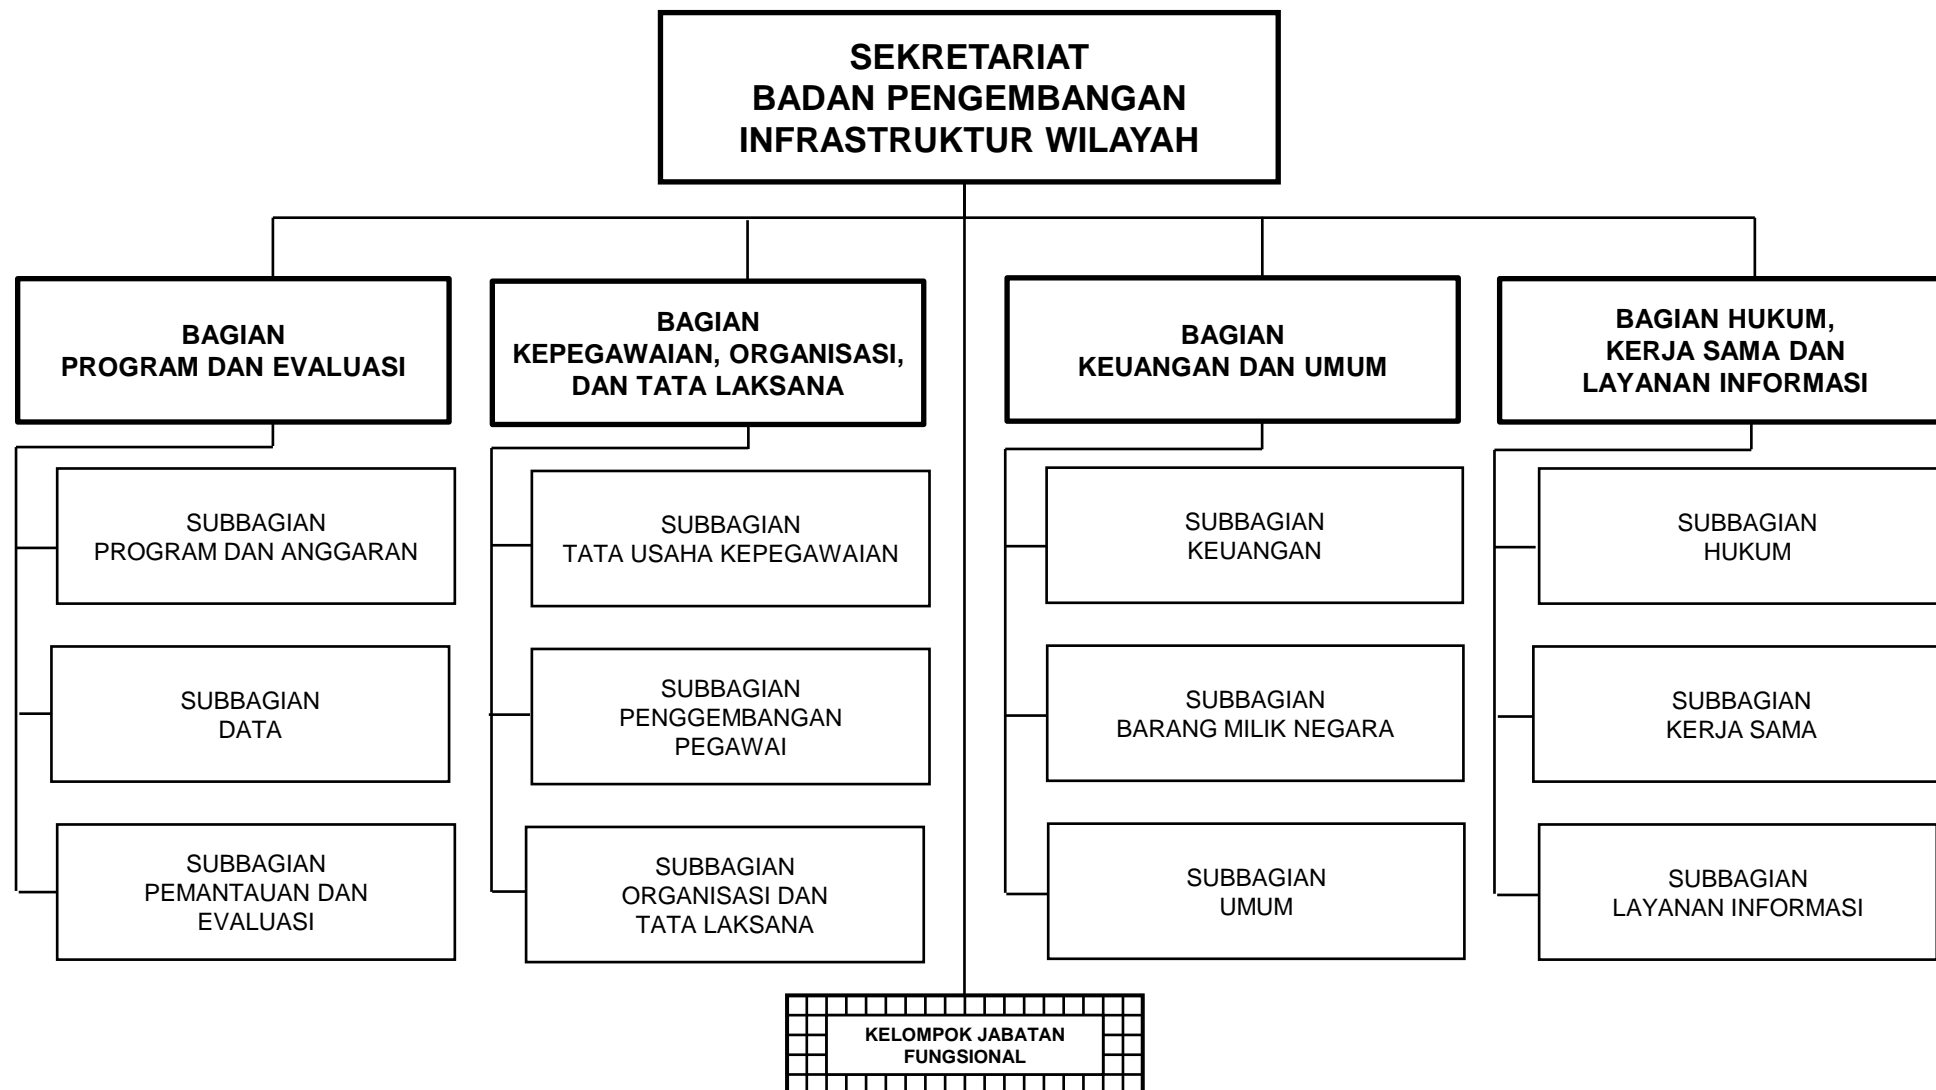 SEKRETARIAT
BADAN PENGEMBANGAN
INFRASTRUKTUR WILAYAH
BAGIAN
PROGRAM DAN EVALUASI
BAGIAN
KEPEGAWAIAN, ORGANISASI,
DAN TATA LAKSANA
BAGIAN
KEUANGAN DAN UMUM
BAGIAN HUKUM,
KERJA SAMA DAN
LAYANAN INFORMASI
SUBBAGIAN
PROGRAM DAN ANGGARAN
SUBBAGIAN
TATA USAHA KEPEGAWAIAN
SUBBAGIAN
KEUANGAN
SUBBAGIAN
HUKUM
SUBBAGIAN
DATA
SUBBAGIAN
PENGGEMBANGAN
PEGAWAI
SUBBAGIAN
BARANG MILIK NEGARA
SUBBAGIAN
KERJA SAMA
SUBBAGIAN
PEMANTAUAN DAN
EVALUASI
SUBBAGIAN
ORGANISASI DAN
TATA LAKSANA
SUBBAGIAN
UMUM
SUBBAGIAN
LAYANAN INFORMASI
KELOMPOK JABATAN
FUNGSIONAL